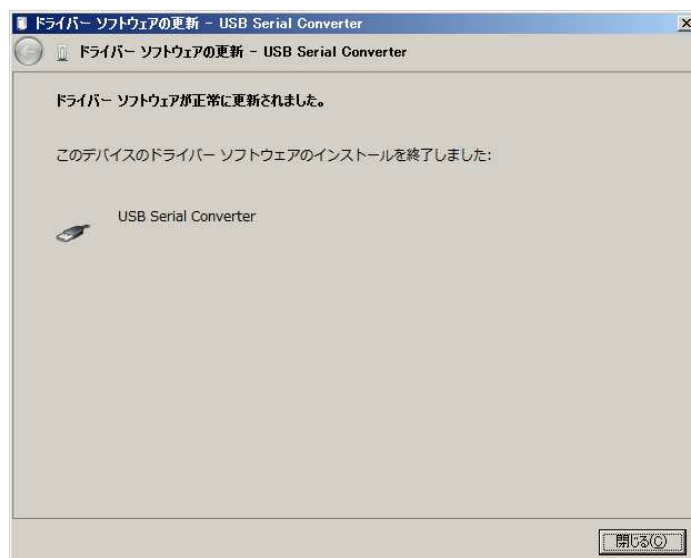 ドライバー ソフトウェアの更新 - USB Serial Converter
ドライバー ソフトウェアの更新 - USB Serial Converter
ドライバー ソフトウェアが正常に更新されました。
このデバイスのドライバー ソフトウェアのインストールを終了しました:
USB Serial Converter
閉じる(C)